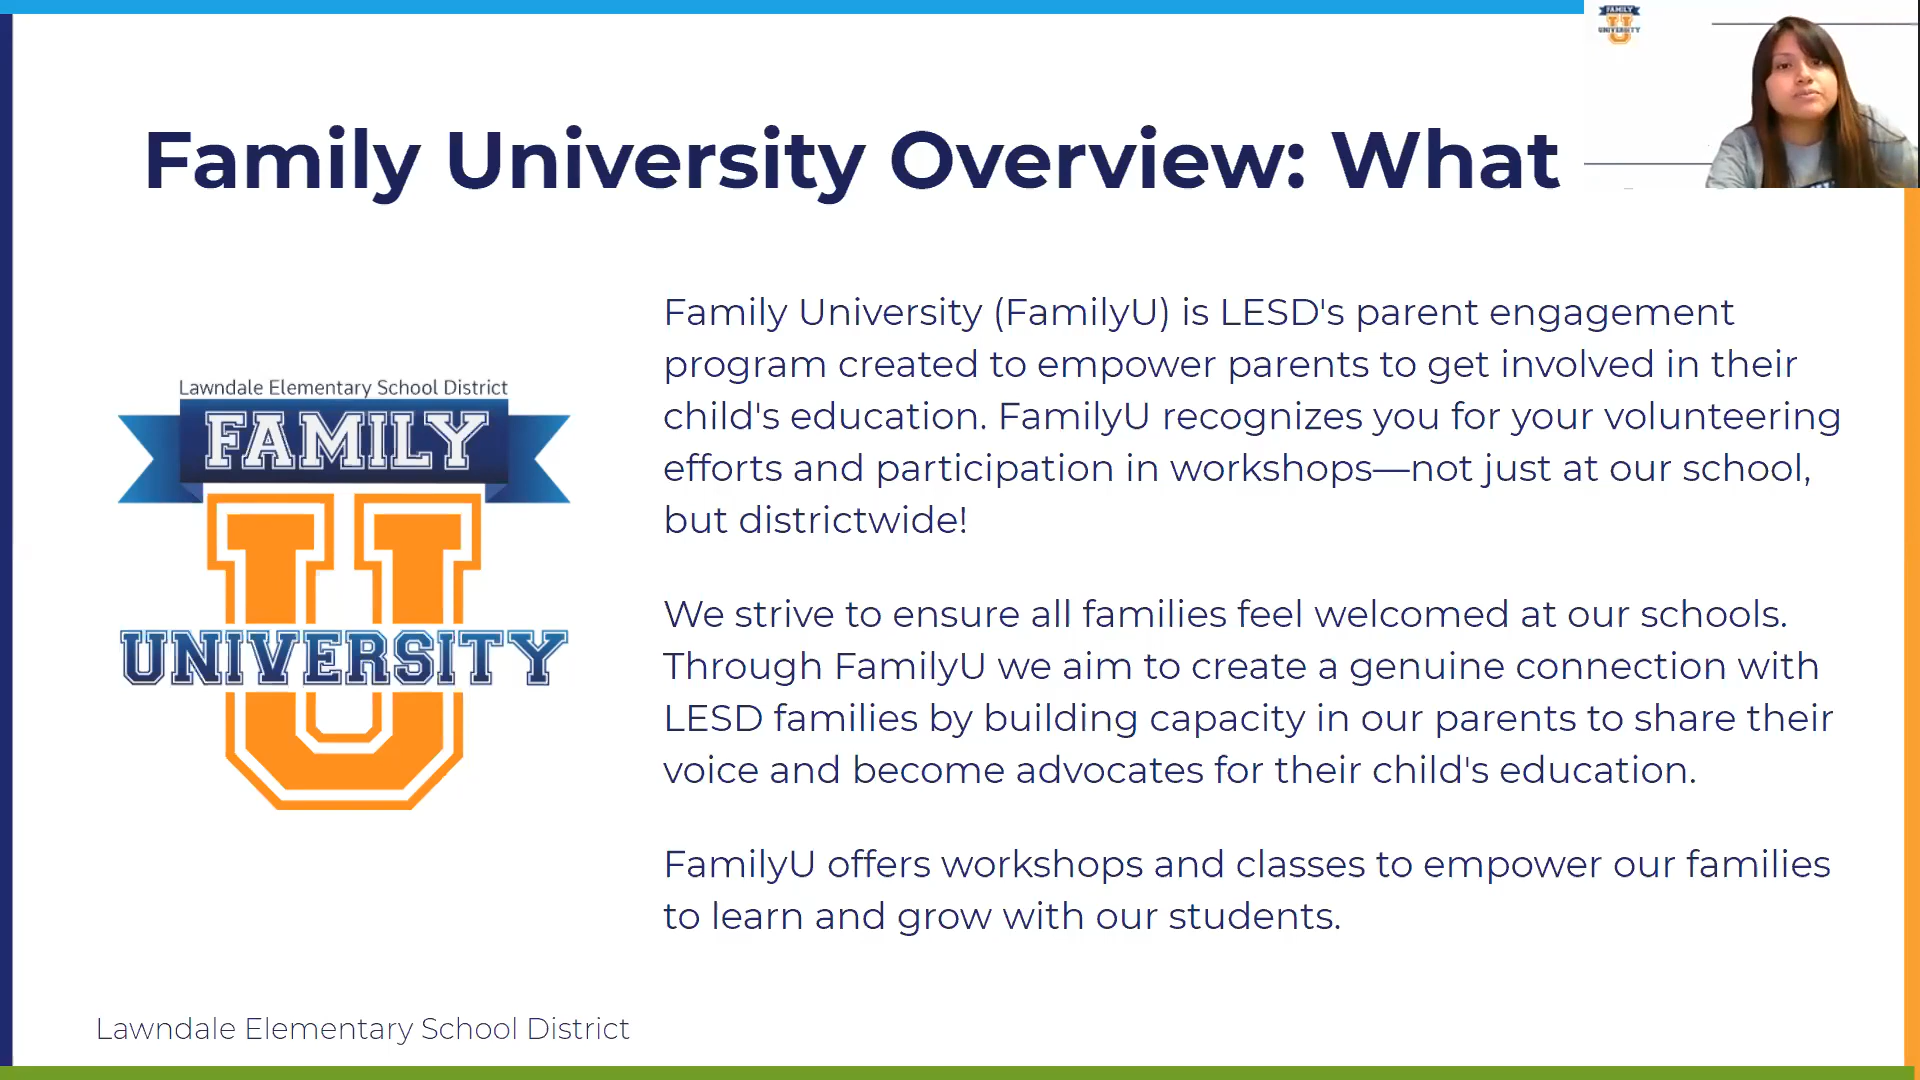 FAMILY
UNIVERSITY
Family University Overview: What
Family University (FamilyU) is LESD's parent engagement
program created to empower parents to get involved in their
child's education. FamilyU recognizes you for your volunteering
efforts and participation in workshops—not just at our school,
but districtwide!
We strive to ensure all families feel welcomed at our schools.
Through FamilyU we aim to create a genuine connection with
LESD families by building capacity in our parents to share their
voice and become advocates for their child's education.
FamilyU offers workshops and classes to empower our families
to learn and grow with our students.
Lawndale Elementary School District
FAMILY
U
UNIVERSITY
Lawndale Elementary School District